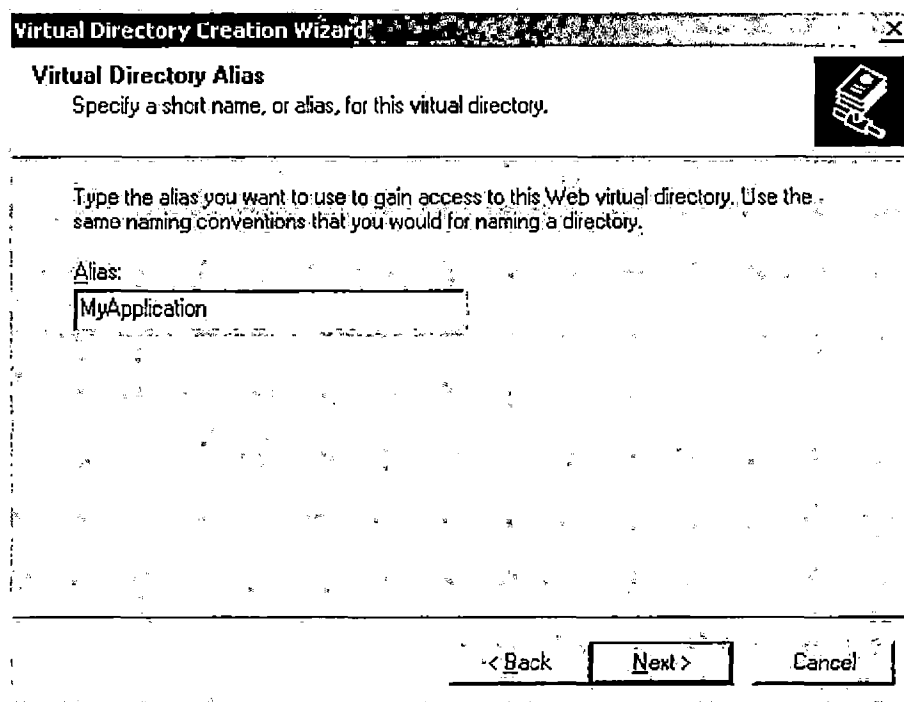 Virtual Directory Creation Wizard
Virtual Directory Alias
Specify a short name, or alias, for this virtual directory.
Type the alias you want to use to gain access to this Web virtual directory. Use the
same naming conventions that you would for naming a directory.
Alias:
MyApplication
< Back
Next >
Cancel